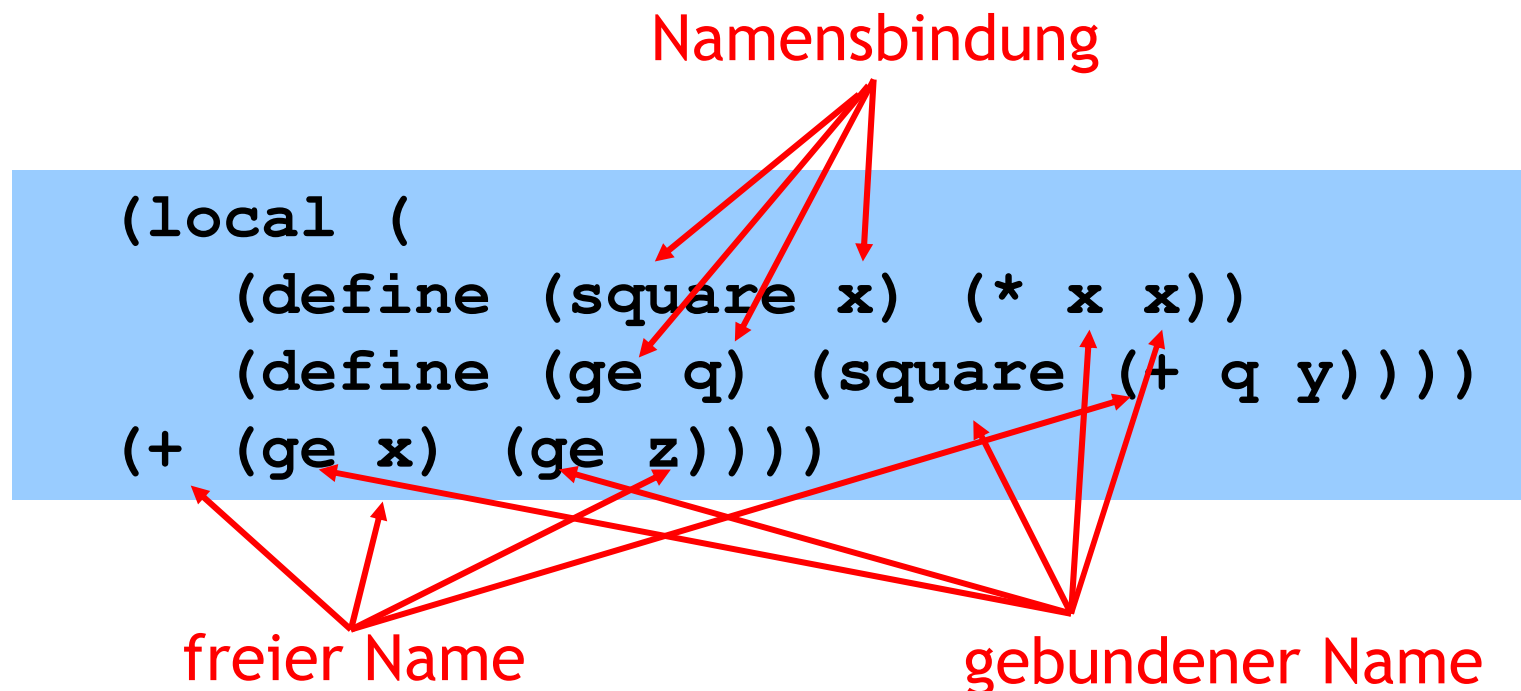 Namensbindung
(local (
(define (square x) (* x x))
(define (ge q) (square (+ q y))))
(+ (ge x) (ge z))))
freier Name
gebundener Name